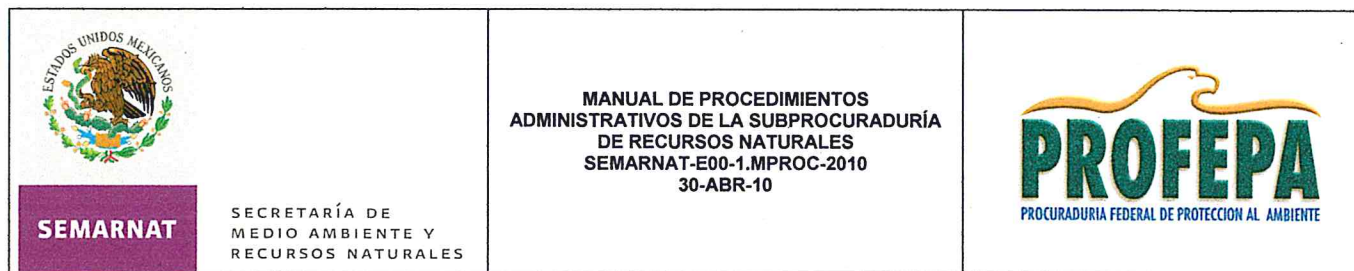 ESTADOS UNIDOS MEXICANOS
SEMARNAT
SECRETARÍA DE
MEDIO AMBIENTE Y
RECURSOS NATURALES
MANUAL DE PROCEDIMIENTOS
ADMINISTRATIVOS DE LA SUBPROCURADURÍA
DE RECURSOS NATURALES
SEMARNAT-E00-1.MPROC-2010
30-ABR-10
PROFEPA
PROCURADURIA FEDERAL DE PROTECCION AL AMBIENTE